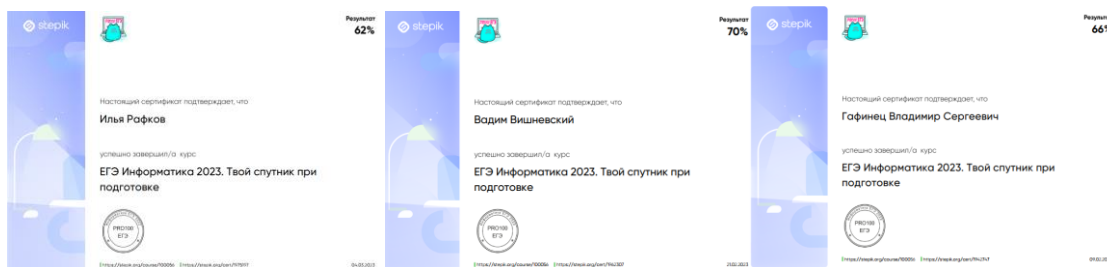 stepik
Результат
62%
Настоящий сертификат подтверждает, что
Илья Рафков
успешно завершил/а курс
ЕГЭ Информатика 2023. Твой спутник при
подготовке
PRO100
ЕГЭ
stepik
Результат
70%
Настоящий сертификат подтверждает, что
Вадим Вишневский
успешно завершил/а курс
ЕГЭ Информатика 2023. Твой спутник при
подготовке
PRO100
ЕГЭ
stepik
Результат
66%
Настоящий сертификат подтверждает, что
Гафинец Владимир Сергеевич
успешно завершил/а курс
ЕГЭ Информатика 2023. Твой спутник при
подготовке
PRO100
ЕГЭ